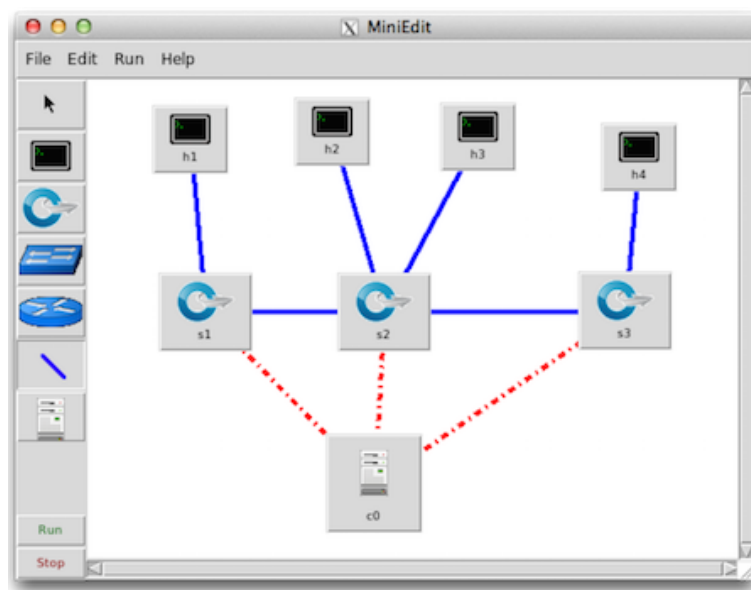 MiniEdit
File Edit Run Help
h1
h2
h3
h4
s1
s2
s3
c0
Run
Stop